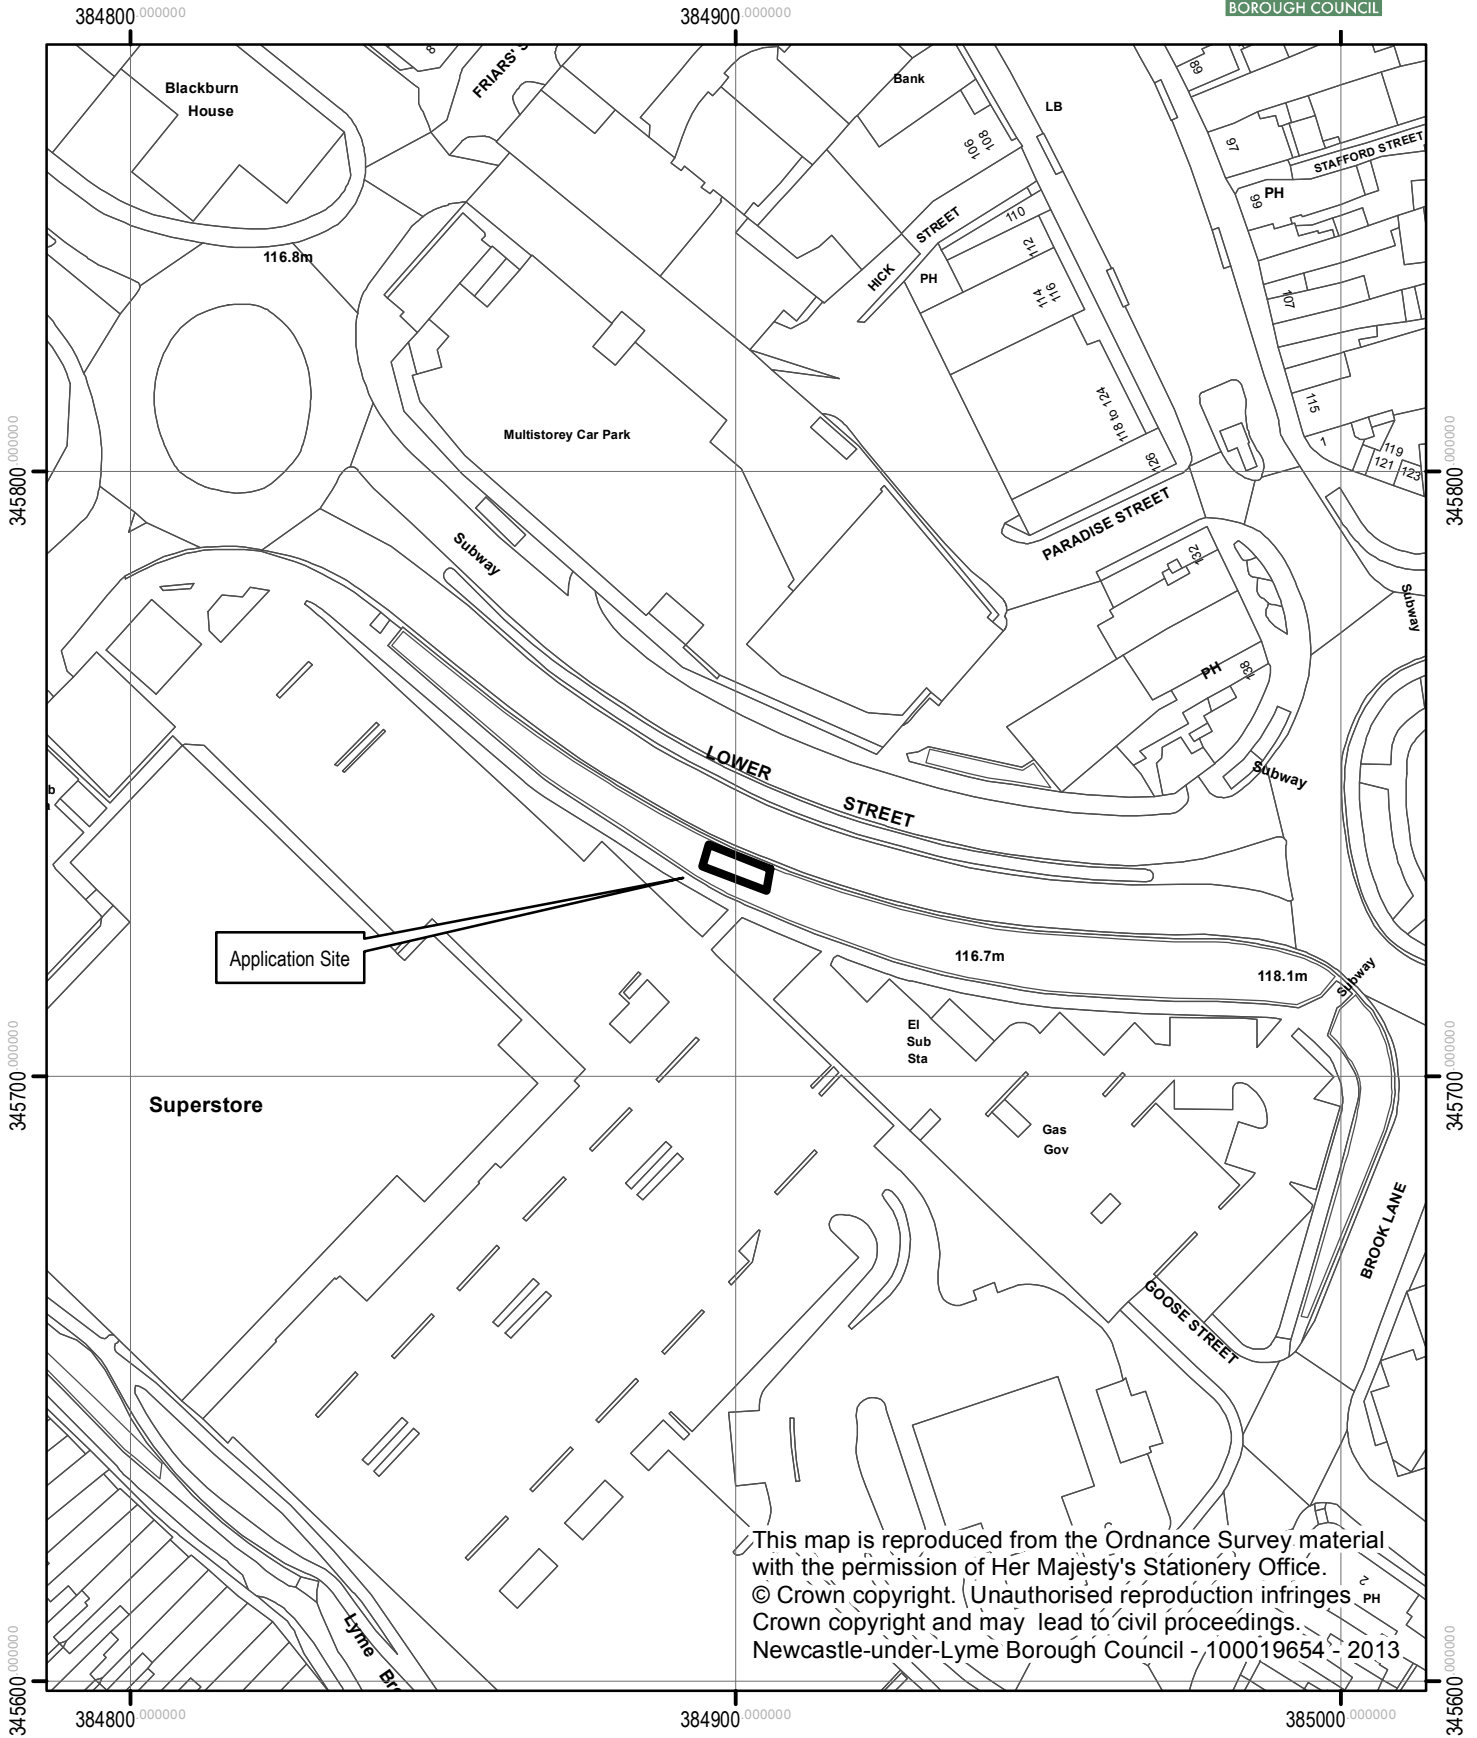 BOROUGH COUNCIL
384800.000000
384900.000000
Blackburn
House
8
FRIARS' S
Bank
LB
89
106
108
97
STAFFORD STREET
PH
99
HICK
STREET
110
112
PH
114
116
107
116.8m
118 to 124
115
1
119
121
123
126
Multistorey Car Park
345800.000000
345800.000000
PARADISE STREET
Subway
132
Subway
PH
138
Subway
LOWER
STREET
b
Application Site
116.7m
118.1m
Subway
El
Sub
Sta
345700.000000
345700.000000
Superstore
Gas
Gov
BROOK LANE
GOOSE STREET
This map is reproduced from the Ordnance Survey material
with the permission of Her Majesty's Stationery Office.
© Crown copyright. Unauthorised reproduction infringes
Crown copyright and may lead to civil proceedings.
Newcastle-under-Lyme Borough Council - 100019654 - 2013
2
PH
Lyme Bro
345600.000000
345600.000000
384800.000000
384900.000000
385000.000000